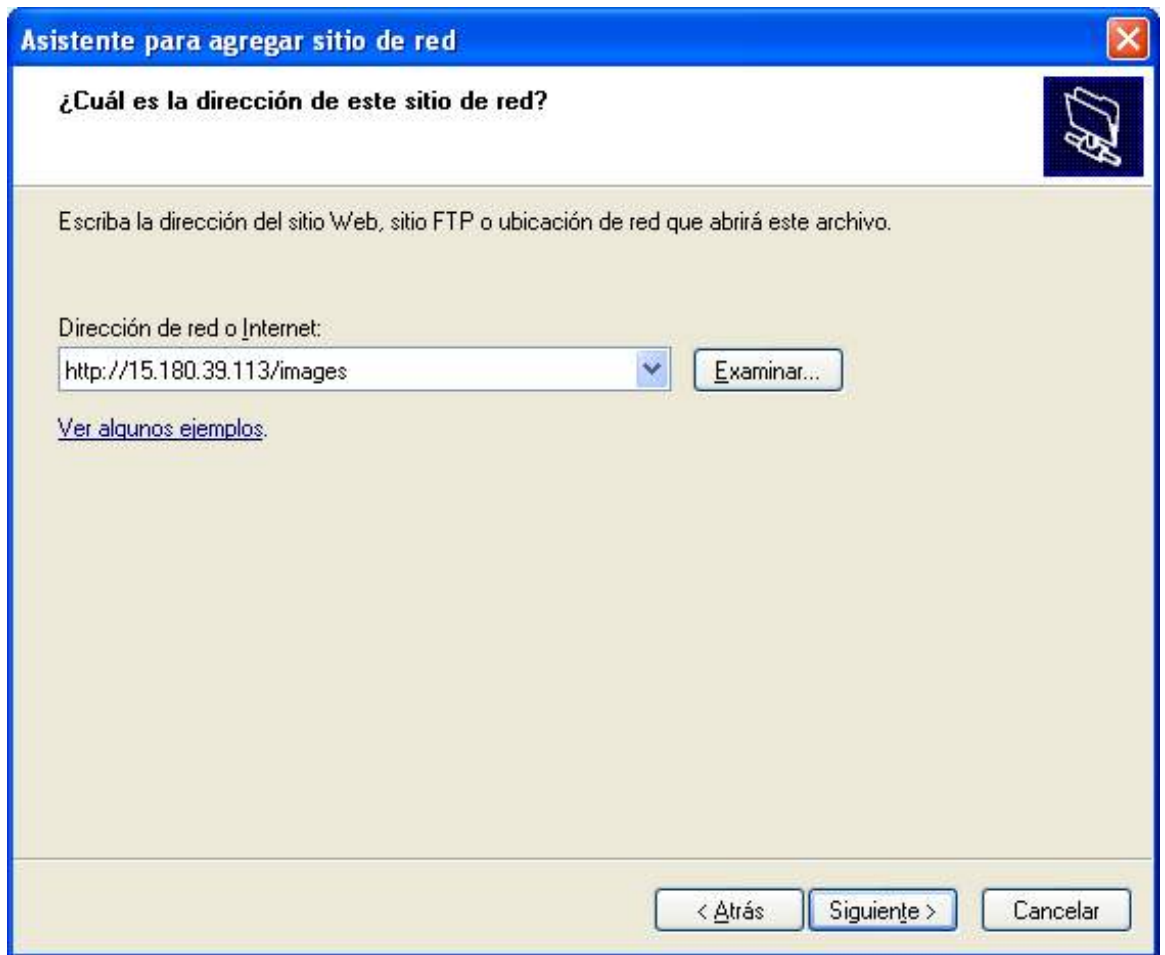 Asistente para agregar sitio de red
¿Cuál es la dirección de este sitio de red?
Escriba la dirección del sitio Web, sitio FTP o ubicación de red que abrirá este archivo.
Dirección de red o Internet:
http://15.180.39.113/images
Examinar...
Ver algunos ejemplos.
< Atrás
Siguiente >
Cancelar